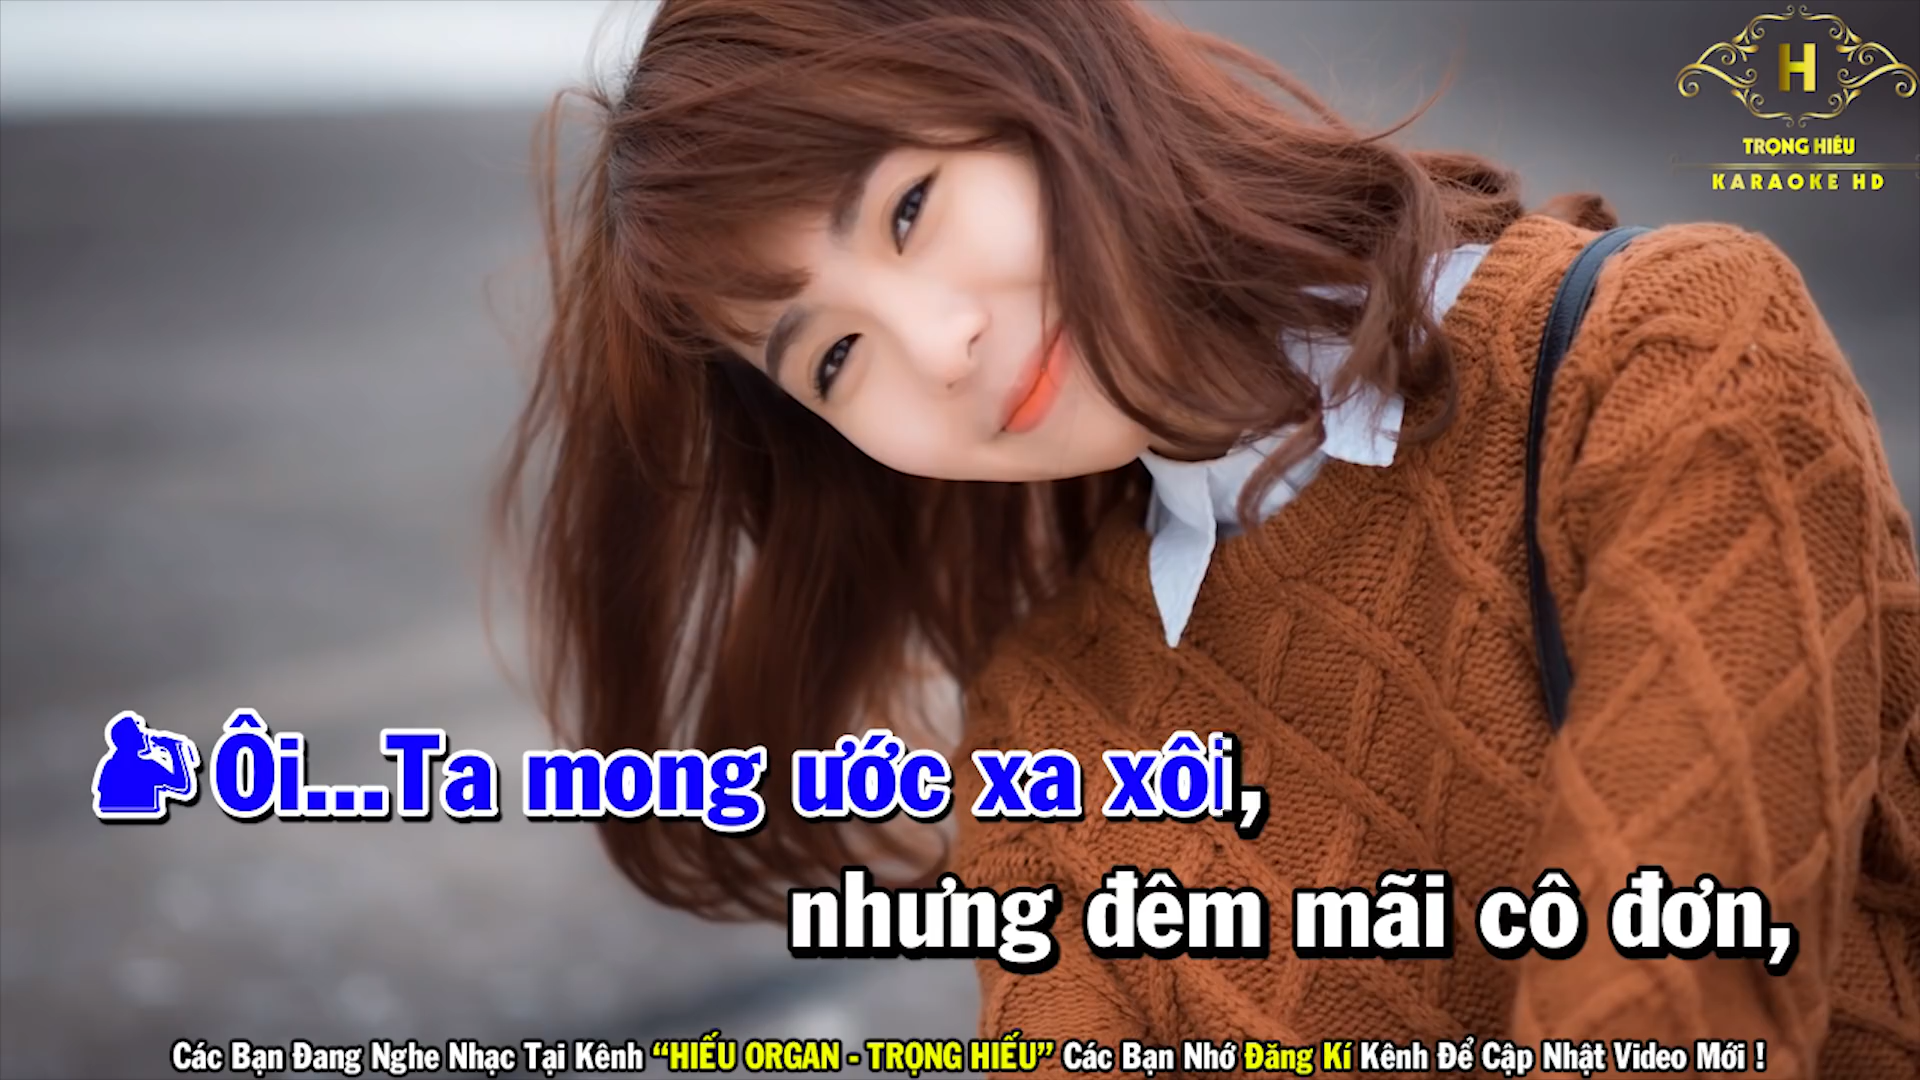 H
TRỌNG HIẾU
KARAOKE HD
Ôi...Ta mong ước xa xôi,
nhưng đêm mãi cô đơn,
Các Bạn Đang Nghe Nhạc Tại Kênh “HIẾU ORGAN - TRỌNG HIẾU” Các Bạn Nhớ Đăng Kí Kênh Để Cập Nhật Video Mới !